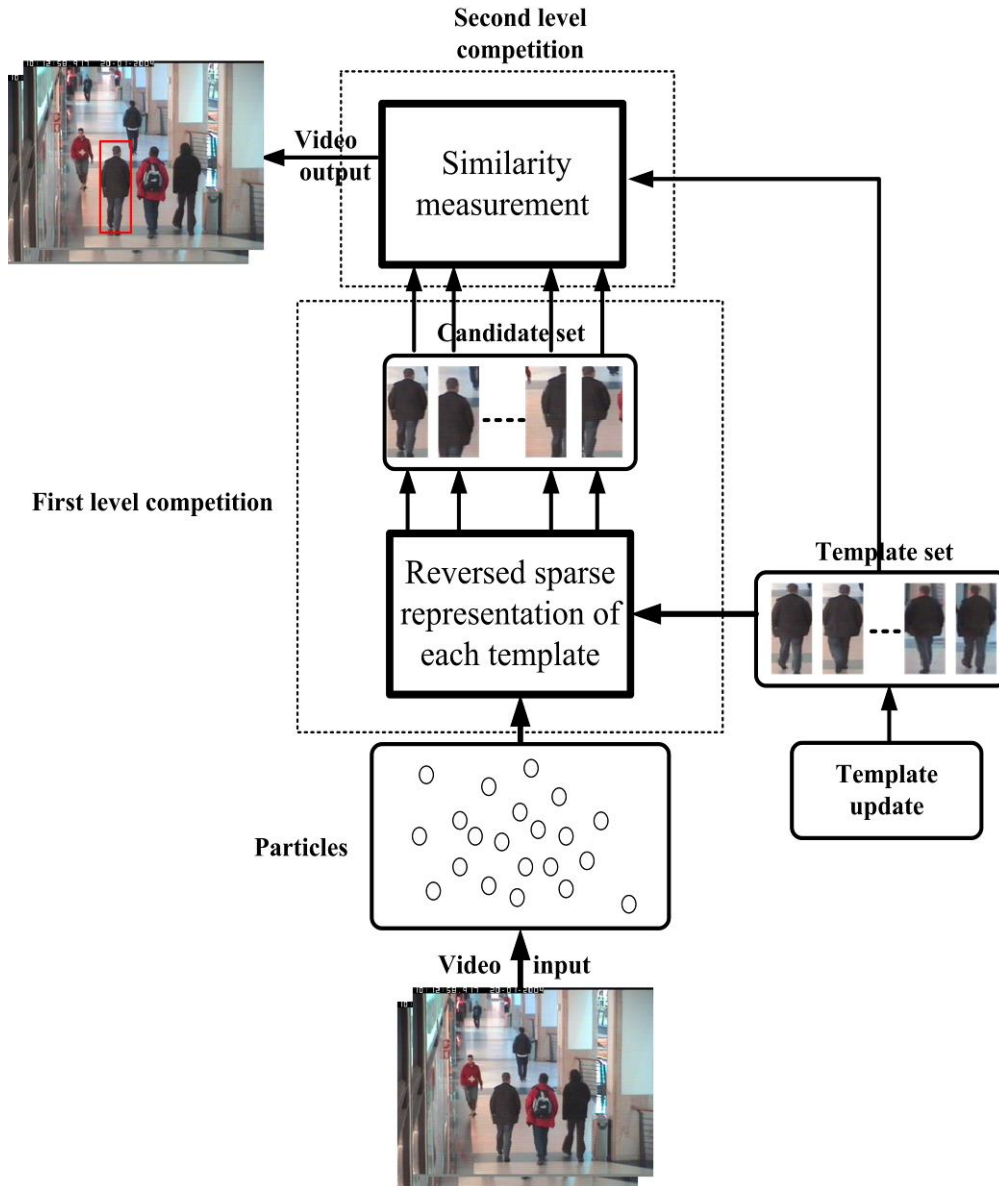 Second level
competition
Video
output
Similarity
measurement
Candidate set
First level competition
Reversed sparse
representation of
each template
Template set
Template
update
Particles
Video input